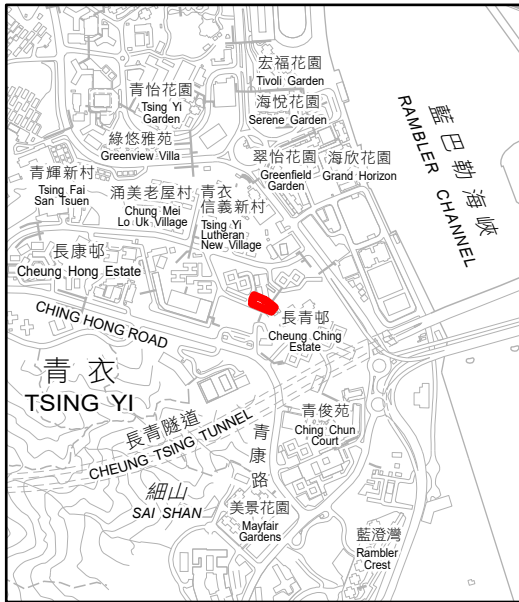 宏福花園
Tivoli Garden
青怡花園
Tsing Yi
Garden
海悅花園
Serene Garden
綠悠雅苑
Greenview Villa
藍巴勒海峽
RAMBLER CHANNEL
青輝新村
Tsing Fai
San Tsuen
涌美老屋村
Chung Mei
Lo Uk Village
青衣
信義新村
Tsing Yi
Lutheran
New Village
翠怡花園
Greenfield
Garden
海欣花園
Grand Horizon
長康邨
Cheung Hong Estate
CHING HONG ROAD
長青邨
Cheung Ching
Estate
青衣
TSING YI
長青隧道
CHEUNG TSING TUNNEL
青康路
青俊苑
Ching Chun
Court
細山
SAI SHAN
美景花園
Mayfair
Gardens
藍澄灣
Rambler
Crest